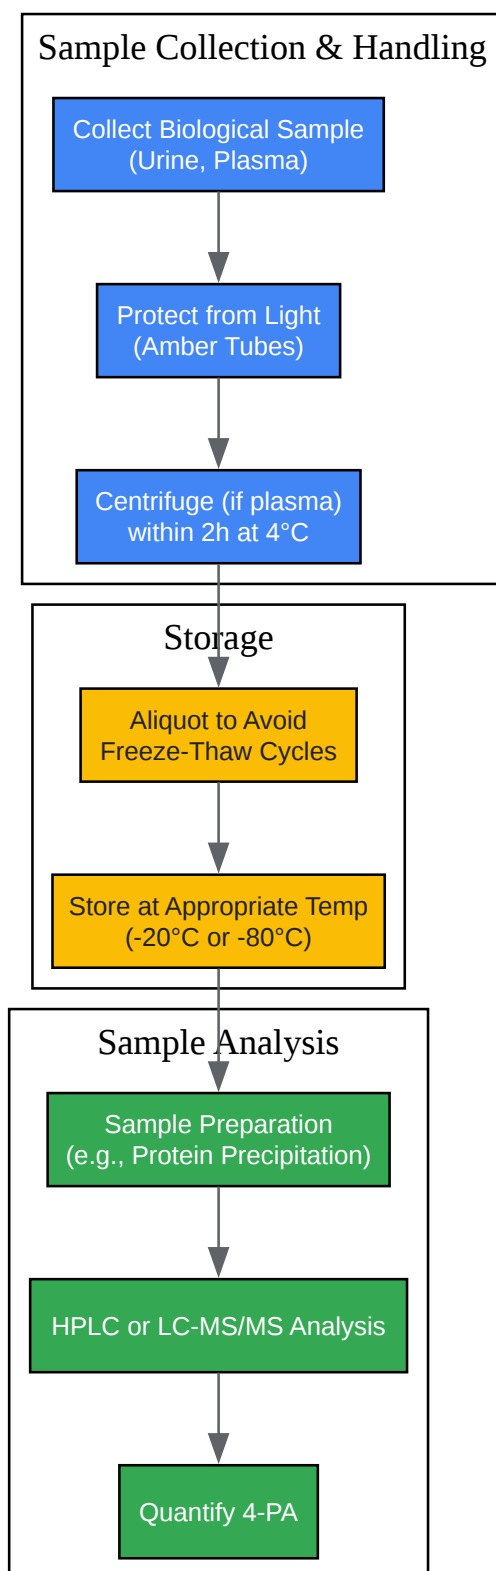 Sample Collection & Handling
Collect Biological Sample
(Urine, Plasma)
Protect from Light
(Amber Tubes)
Centrifuge (if plasma)
within 2h at 4°C
Storage
Aliquot to Avoid
Freeze-Thaw Cycles
Store at Appropriate Temp
(-20°C or -80°C)
Sample Analysis
Sample Preparation
(e.g., Protein Precipitation)
HPLC or LC-MS/MS Analysis
Quantify 4-PA